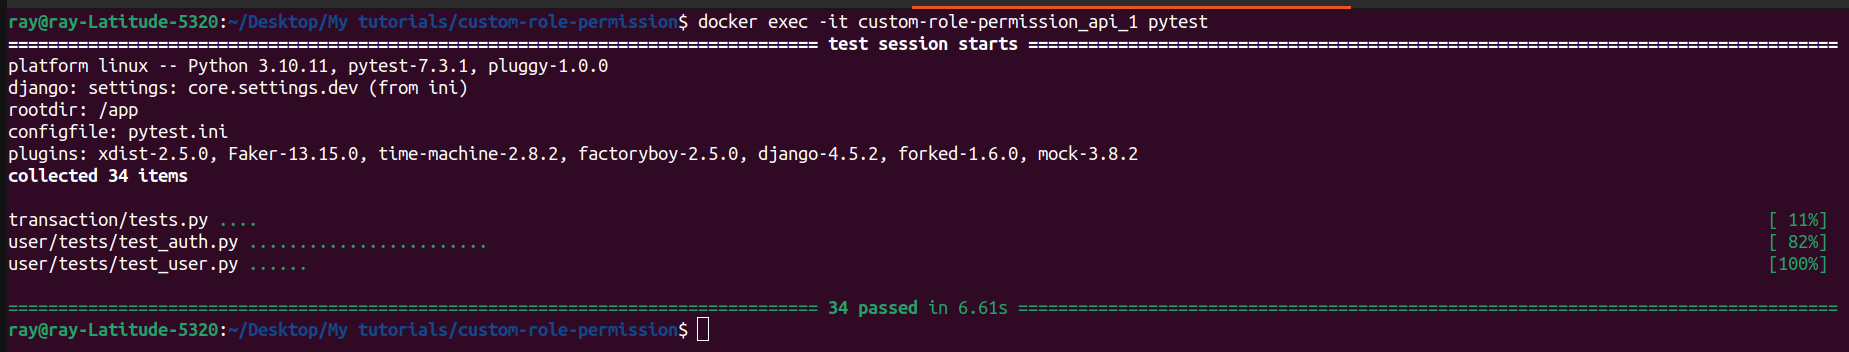 ray@ray-Latitude-5320:~/Desktop/My tutorials/custom-role-permission$ docker exec -it custom-role-permission_api_1 pytest
================================================================================= test session starts =================================================================================
platform linux -- Python 3.10.11, pytest-7.3.1, pluggy-1.0.0
django: settings: core.settings.dev (from ini)
rootdir: /app
configfile: pytest.ini
plugins: xdist-2.5.0, Faker-13.15.0, time-machine-2.8.2, factoryboy-2.5.0, django-4.5.2, forked-1.6.0, mock-3.8.2
collected 34 items
transaction/tests.py .... [ 11%]
user/tests/test_auth.py ........................ [ 82%]
user/tests/test_user.py ...... [100%]
================================================================================= 34 passed in 6.61s ==================================================================================
ray@ray-Latitude-5320:~/Desktop/My tutorials/custom-role-permission$